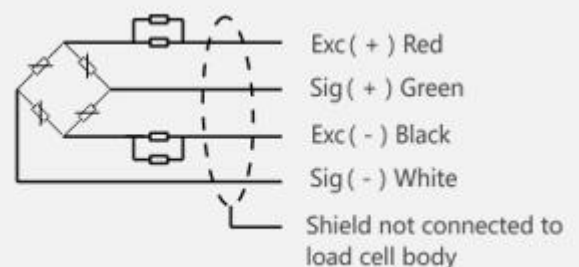 Exc ( + ) Red
Sig ( + ) Green
Exc ( - ) Black
Sig ( - ) White
Shield not connected to
load cell body